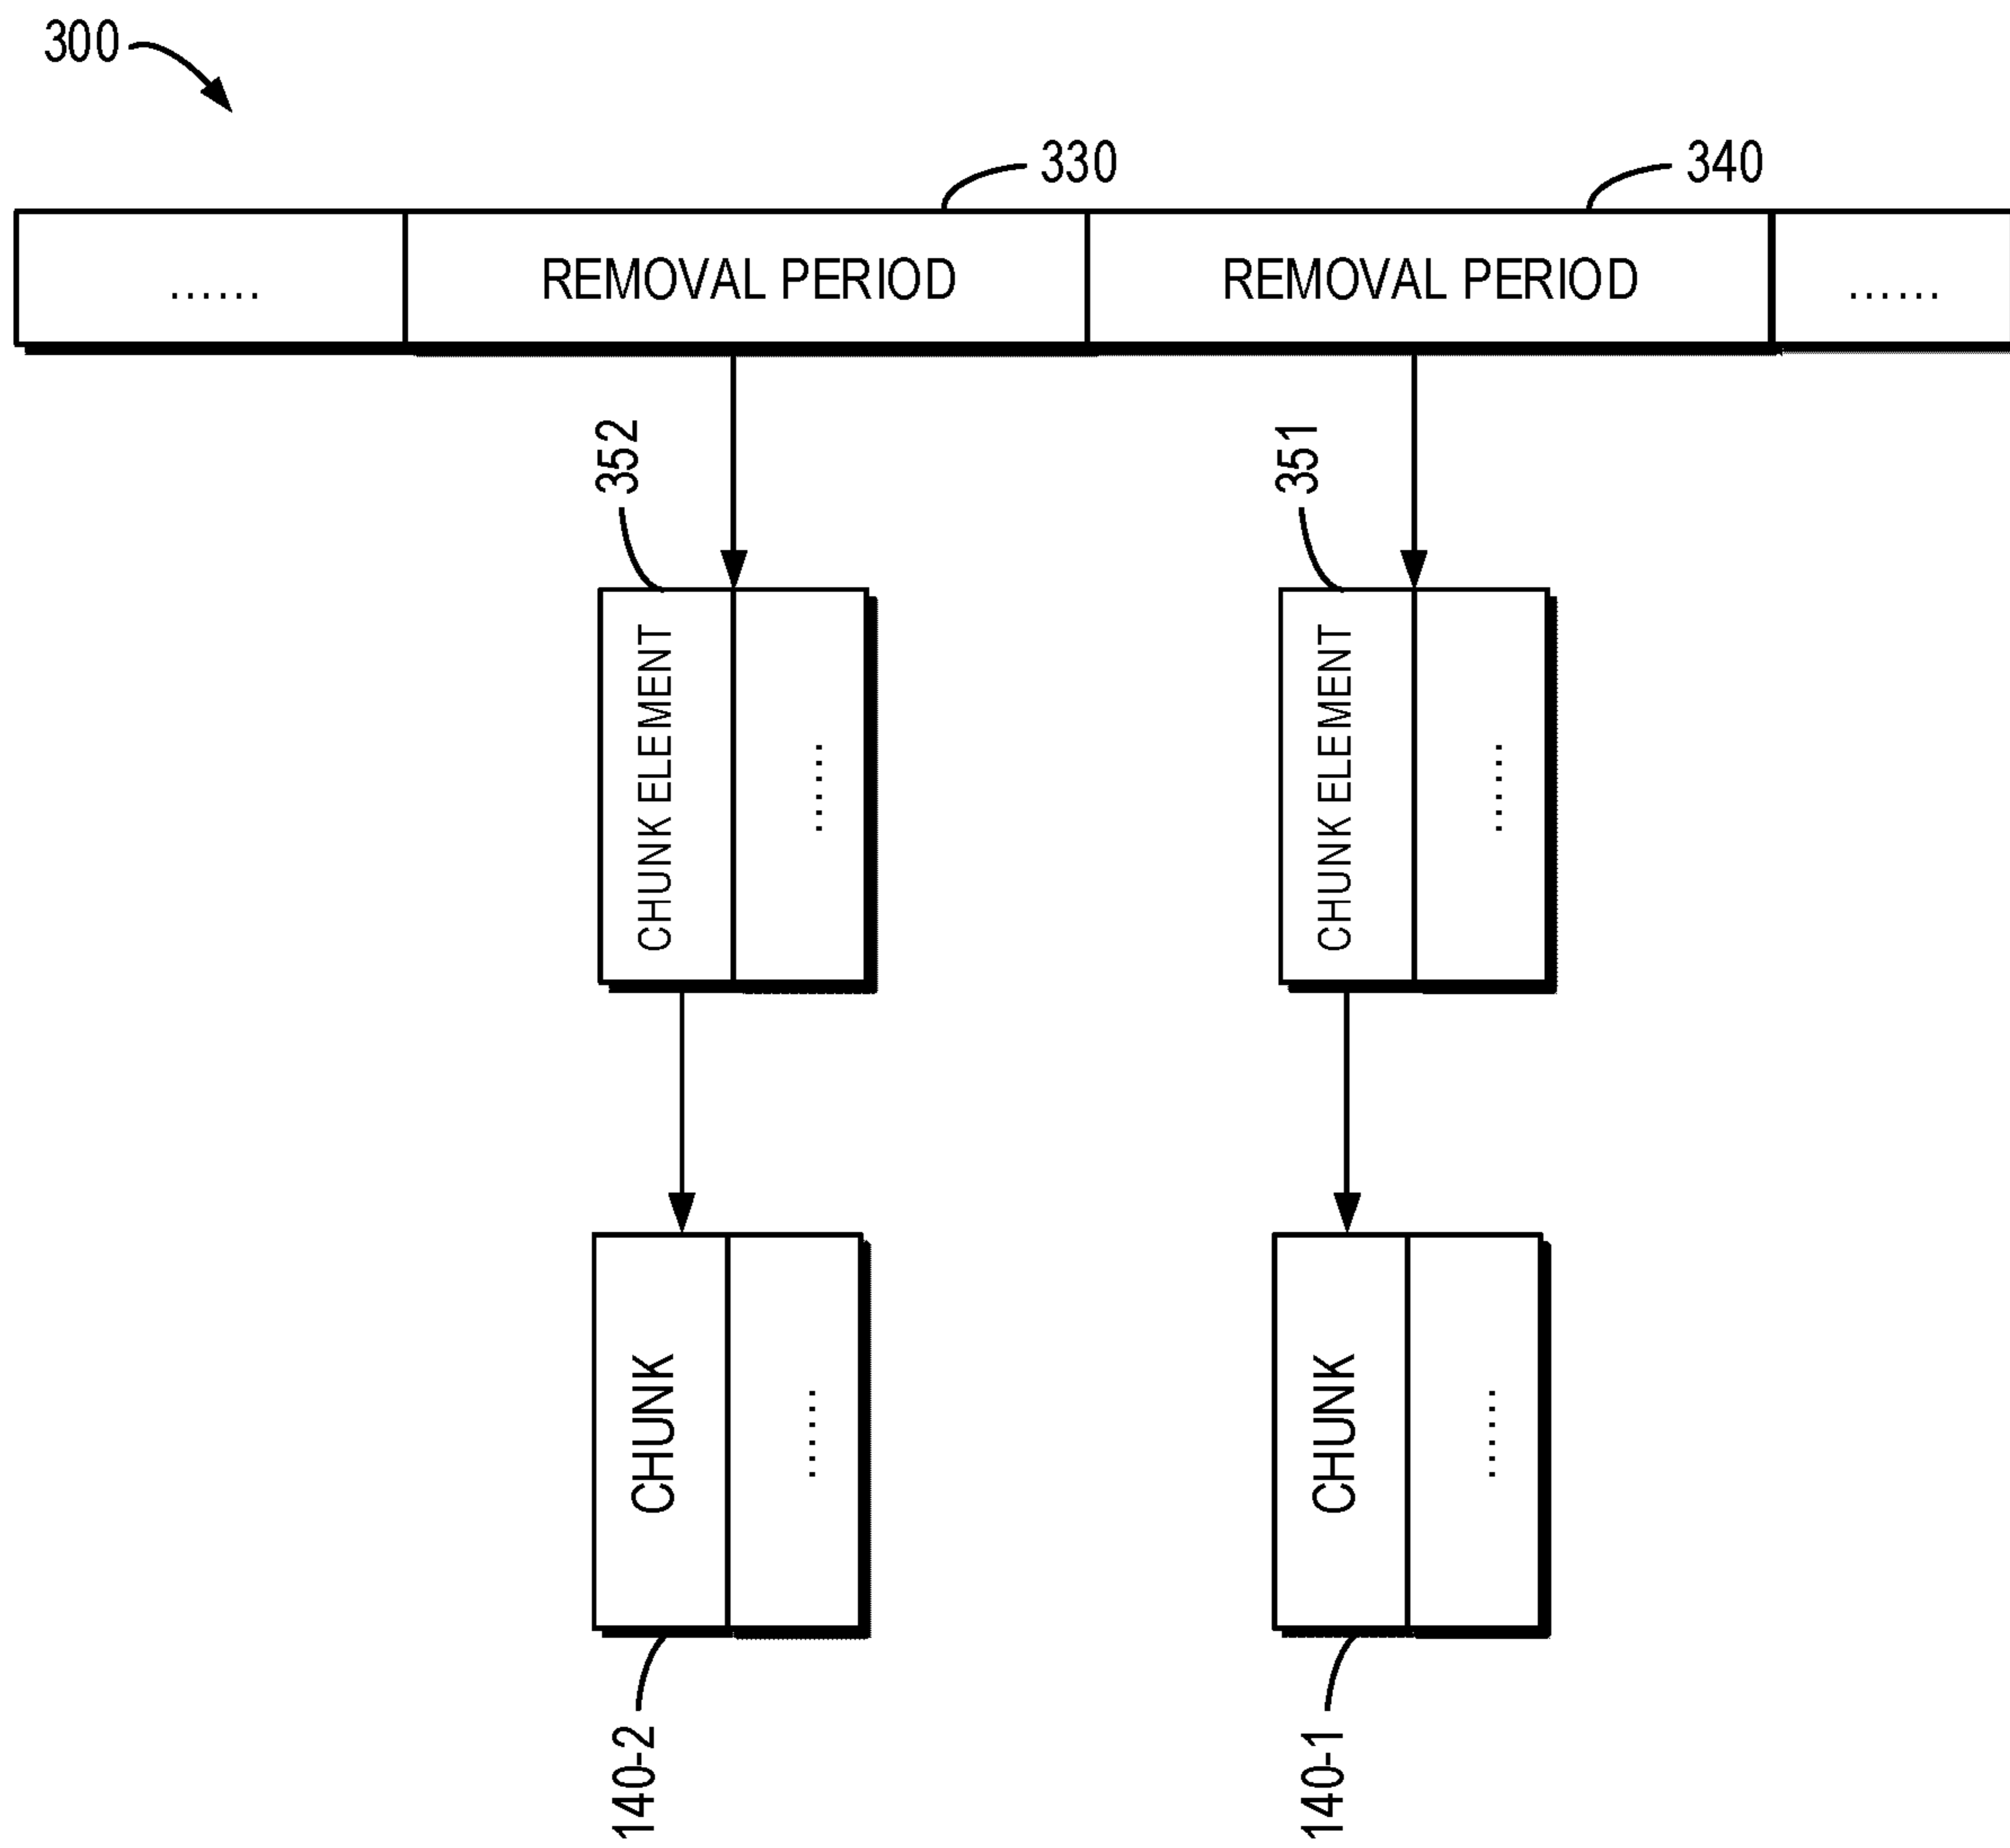 300
330
340
......
REMOVAL PERIOD
REMOVAL PERIOD
......
352
351
CHUNK ELEMENT
......
CHUNK ELEMENT
......
CHUNK
......
CHUNK
......
140-2
140-1